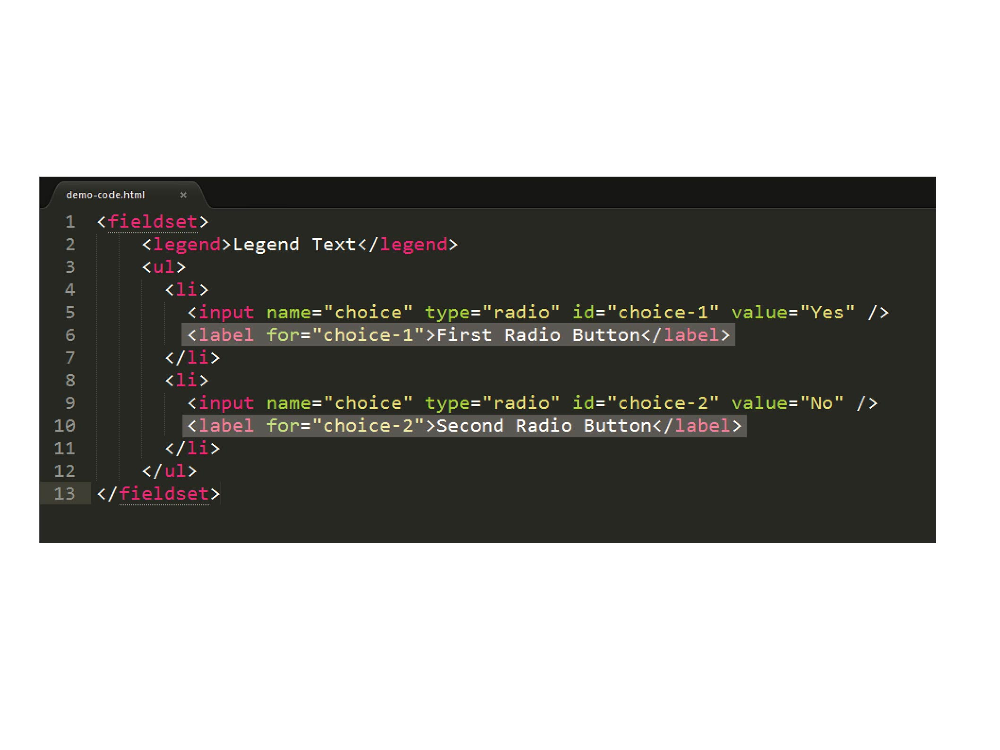 demo-code.html ×
1 <fieldset>
2 <legend>Legend Text</legend>
3 <ul>
4 <li>
5 <input name="choice" type="radio" id="choice-1" value="Yes" />
6 <label for="choice-1">First Radio Button</label>
7 </li>
8 <li>
9 <input name="choice" type="radio" id="choice-2" value="No" />
10 <label for="choice-2">Second Radio Button</label>
11 </li>
12 </ul>
13 </fieldset>